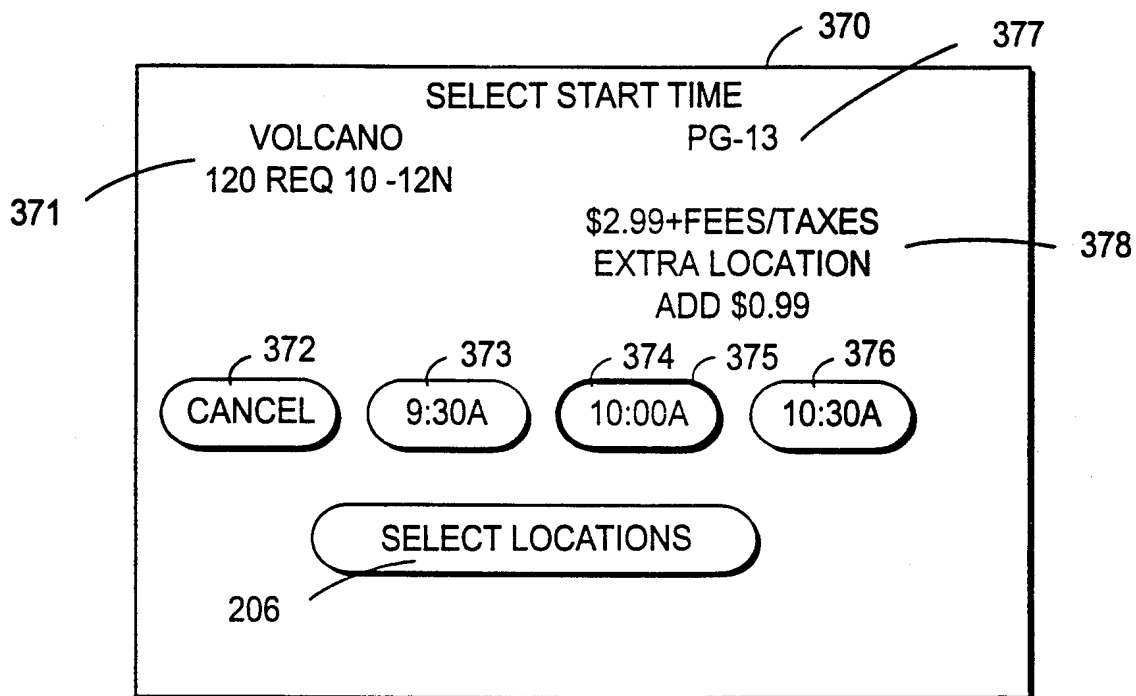 370
377
SELECT START TIME
VOLCANO PG-13
120 REQ 10 -12N
371
$2.99+FEES/TAXES
EXTRA LOCATION
ADD $0.99
378
372 373 374 375 376
CANCEL 9:30A 10:00A 10:30A
SELECT LOCATIONS
206